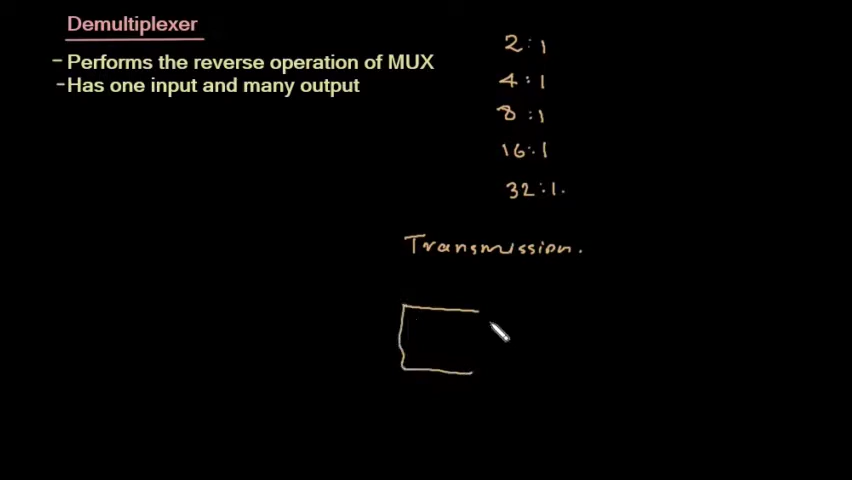 Demultiplexer
- Performs the reverse operation of MUX
- Has one input and many output
2:1
4:1
8:1
16:1
32:1.
Transmission.